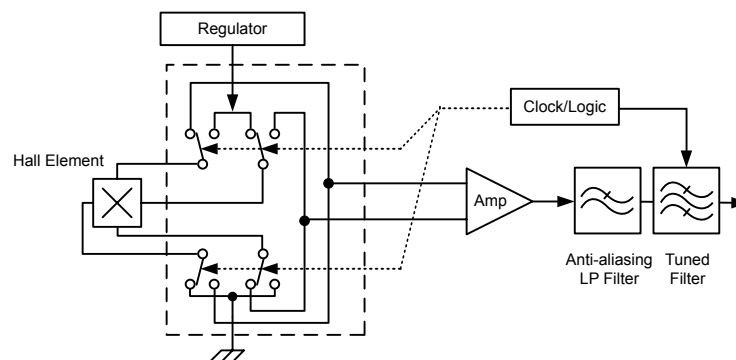 Regulator
Clock/Logic
Hall Element
Amp
Anti-aliasing
LP Filter
Tuned
Filter